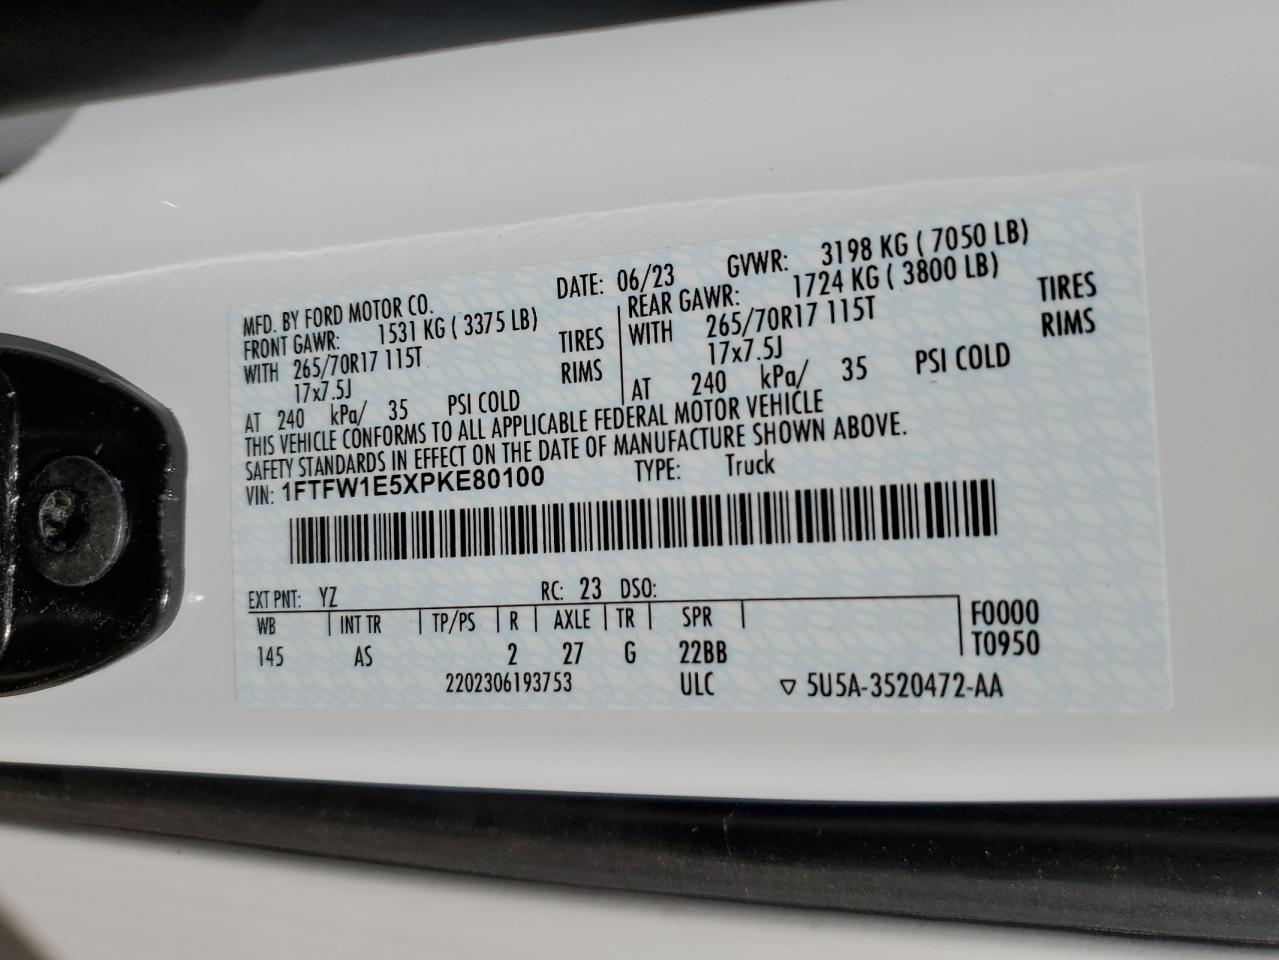 MFD. BY FORD MOTOR CO. DATE: 06/23 GVWR: 3198 KG ( 7050 LB)
FRONT GAWR: 1531 KG ( 3375 LB) REAR GAWR: 1724 KG ( 3800 LB)
WITH 265/70R17 115T TIRES WITH 265/70R17 115T TIRES
17x7.5J RIMS 17x7.5J RIMS
AT 240 kPa/ 35 PSI COLD AT 240 kPa/ 35 PSI COLD
THIS VEHICLE CONFORMS TO ALL APPLICABLE FEDERAL MOTOR VEHICLE
SAFETY STANDARDS IN EFFECT ON THE DATE OF MANUFACTURE SHOWN ABOVE.
VIN: 1FTFW1E5XPKE80100 TYPE: Truck
EXT PNT: YZ RC: 23 DSO:
WB INT TR TP/PS R AXLE TR SPR F0000
145 AS 2 27 G 22BB T0950
2202306193753 ULC ▽ 5U5A-3520472-AA